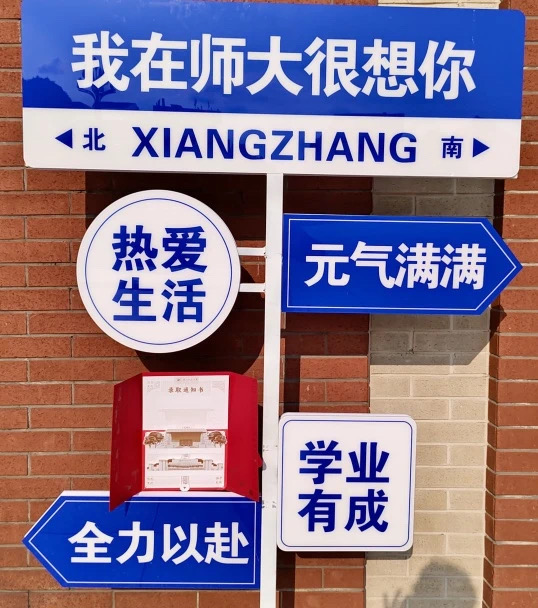 我在师大很想你
北 XIANGZHANG 南
热爱
生活
元气满满
录取通知书
学业
有成
全力以赴